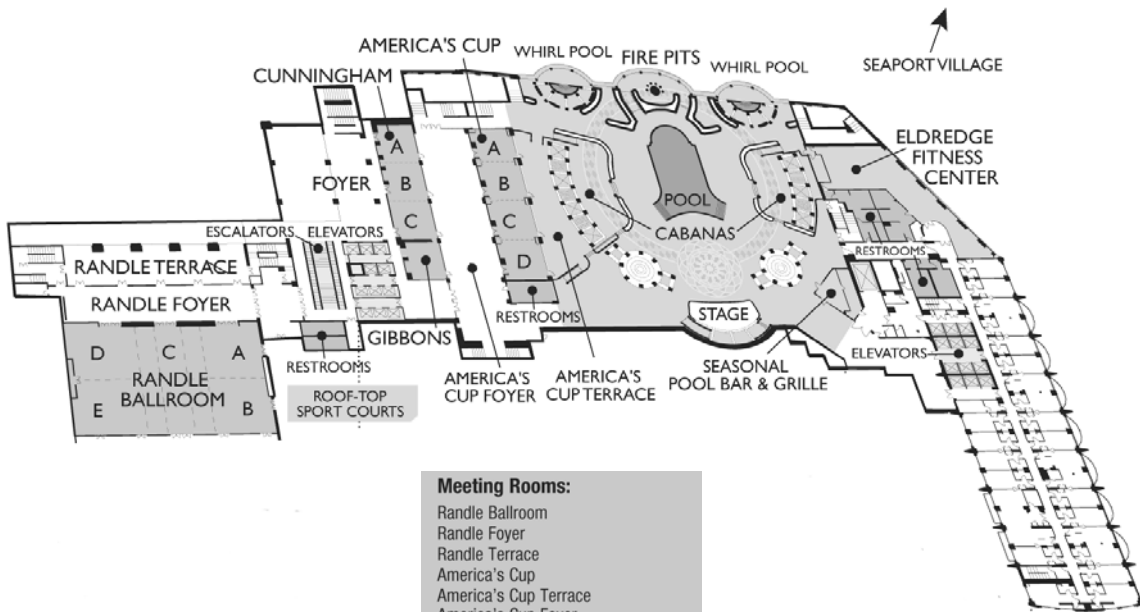 AMERICA'S CUP
WHIRL POOL
FIRE PITS
WHIRL POOL
SEAPORT VILLAGE
CUNNINGHAM
ELDREDGE
FITNESS
CENTER
A
A
B
B
FOYER
C
C
POOL
CABANAS
ESCALATORS
ELEVATORS
RESTROOMS
RANDLE TERRACE
D
RANDLE FOYER
RESTROOMS
STAGE
GIBBONS
D
C
A
RANDLE
BALLROOM
E
B
RESTROOMS
ROOF-TOP
SPORT COURTS
AMERICA'S
CUP FOYER
AMERICA'S
CUP TERRACE
SEASONAL
POOL BAR & GRILLE
ELEVATORS
Meeting Rooms:
Randle Ballroom
Randle Foyer
Randle Terrace
America's Cup
America's Cup Terrace
America's Cup Foyer